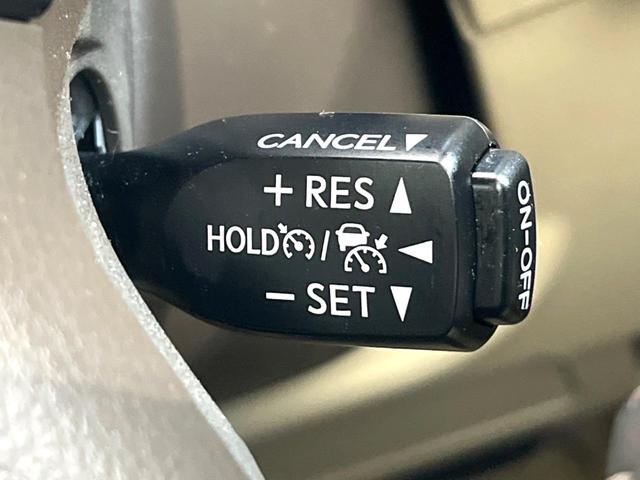 CANCEL
+ RES
HOLD /
− SET
ON-OFF